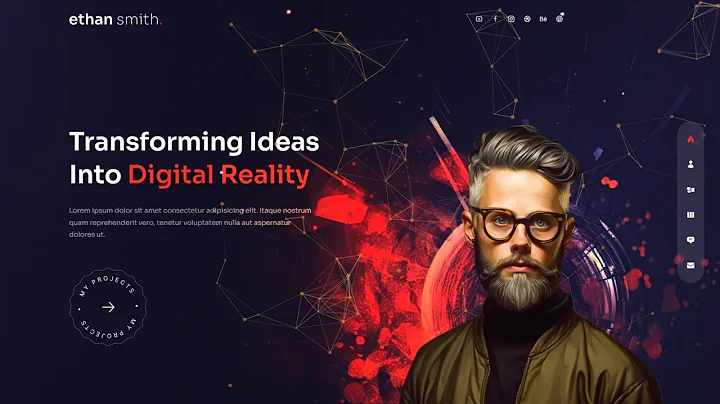 ethan smith.
Transforming Ideas
Into Digital Reality
Lorem ipsum dolor sit amet consectetur adipisicing elit. Itaque nostrum
quam reprehenderit vero, tenetur voluptatem nulla aut aspernatur
dolores ut.
MY PROJECTS • MY PROJECTS •